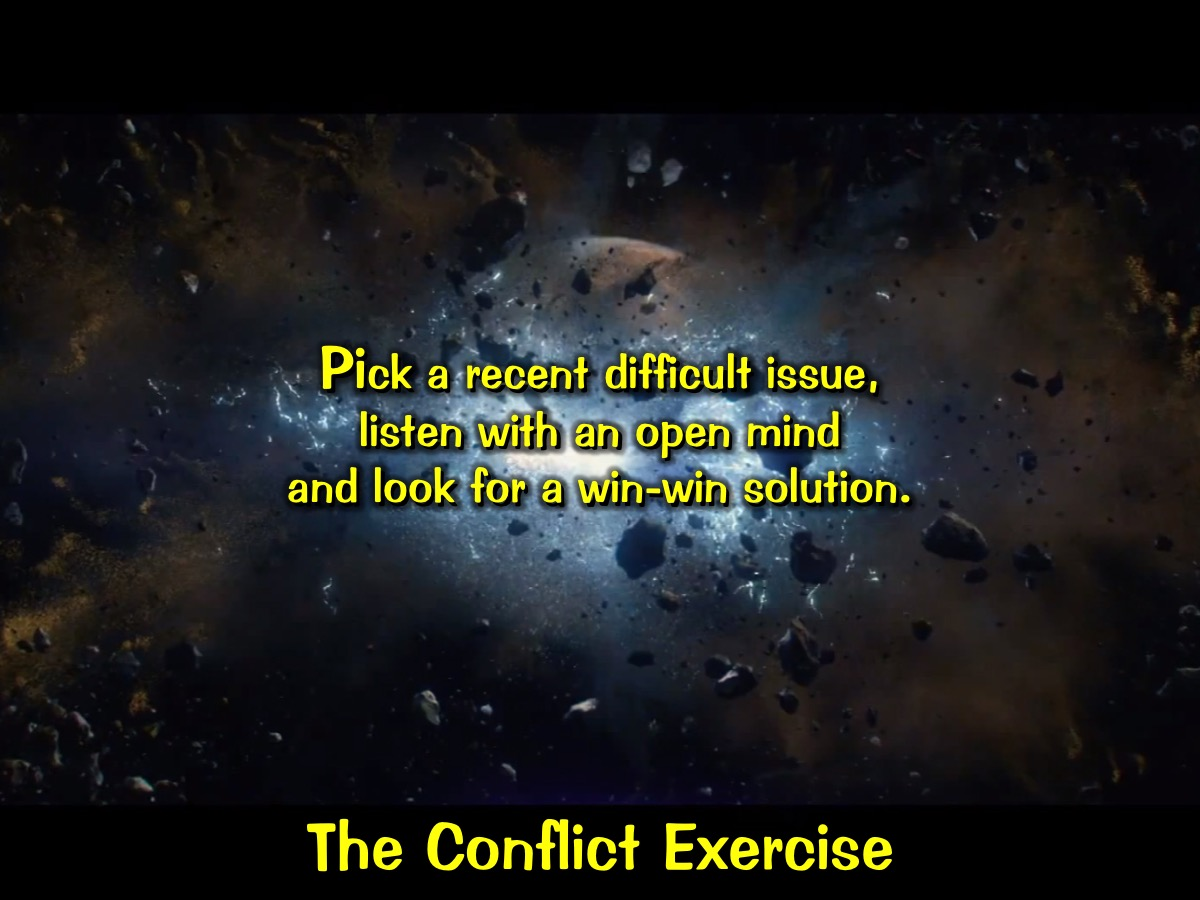 Pick a recent difficult issue,
listen with an open mind
and look for a win-win solution.
The Conflict Exercise